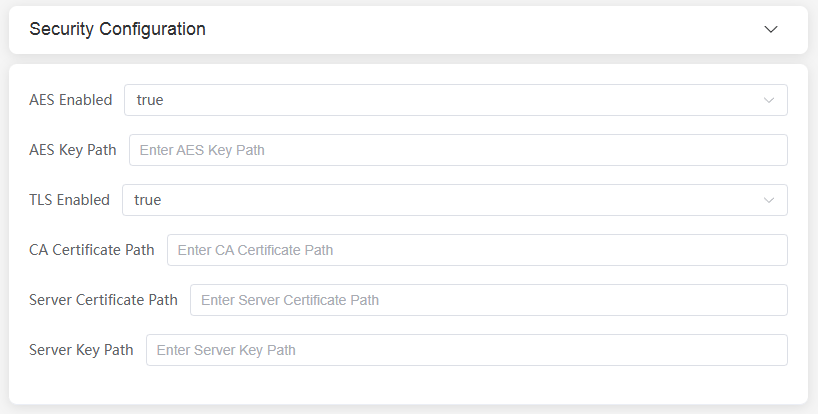 Security Configuration
AES Enabled true
AES Key Path Enter AES Key Path
TLS Enabled true
CA Certificate Path Enter CA Certificate Path
Server Certificate Path Enter Server Certificate Path
Server Key Path Enter Server Key Path